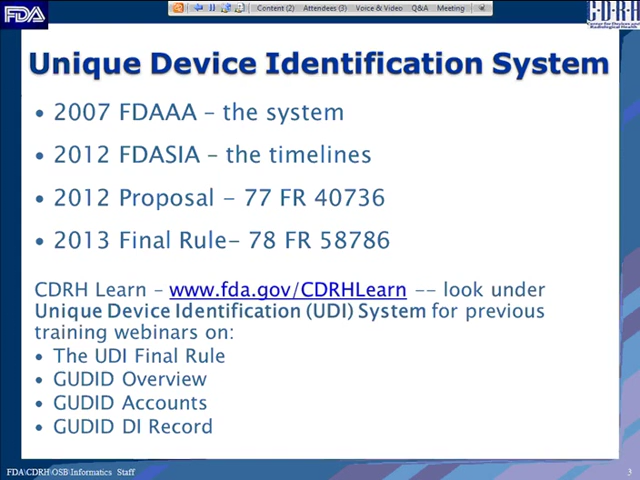 FDA
Content (2) Attendees (3) Voice & Video Q&A Meeting
CDRH
Center for Devices and
Radiological Health
Unique Device Identification System
• 2007 FDAAA – the system
• 2012 FDASIA – the timelines
• 2012 Proposal – 77 FR 40736
• 2013 Final Rule– 78 FR 58786
CDRH Learn – www.fda.gov/CDRHLearn -- look under
Unique Device Identification (UDI) System for previous
training webinars on:
• The UDI Final Rule
• GUDID Overview
• GUDID Accounts
• GUDID DI Record
FDA\CDRH\OSB\Informatics Staff
3